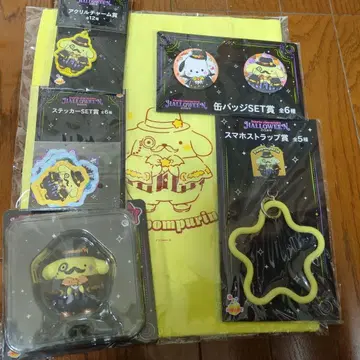 HALLOWEEN
アクリルチャーム賞
全12種
HALLOWEEN
缶バッジSET賞 全6種
HALLOWEEN
ステッカーSET賞 全6種
HALLOWEEN
スマホストラップ賞 全5種
Pompompurin